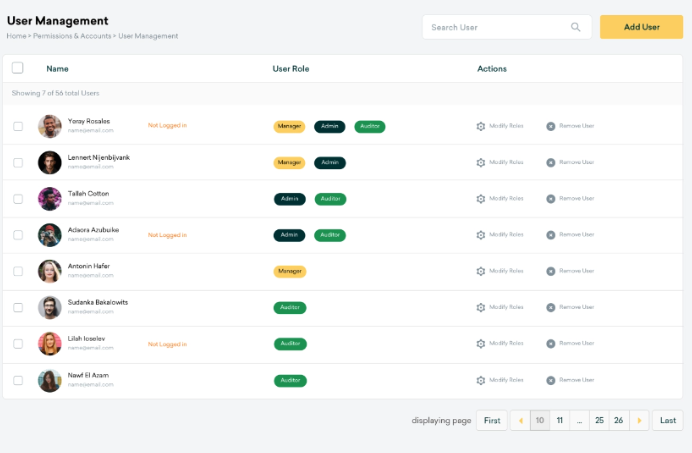 User Management
Home > Permissions & Accounts > User Management
Search User
Add User
Name User Role Actions
Showing 7 of 56 total Users
Yeray Rosales Not Logged in Manager Admin Auditor Modify Roles Remove User
name@email.com
Lennert Nijenbijvank Manager Admin Modify Roles Remove User
name@email.com
Tallah Cotton Admin Auditor Modify Roles Remove User
name@email.com
Adaora Azubuike Not Logged in Admin Auditor Modify Roles Remove User
name@email.com
Antonin Hafer Manager Modify Roles Remove User
name@email.com
Sudanka Bakalowits Auditor Modify Roles Remove User
name@email.com
Lilah Ioselev Not Logged in Auditor Modify Roles Remove User
name@email.com
Nawf El Azam Auditor Modify Roles Remove User
name@email.com
displaying page First 10 11 ... 25 26 Last